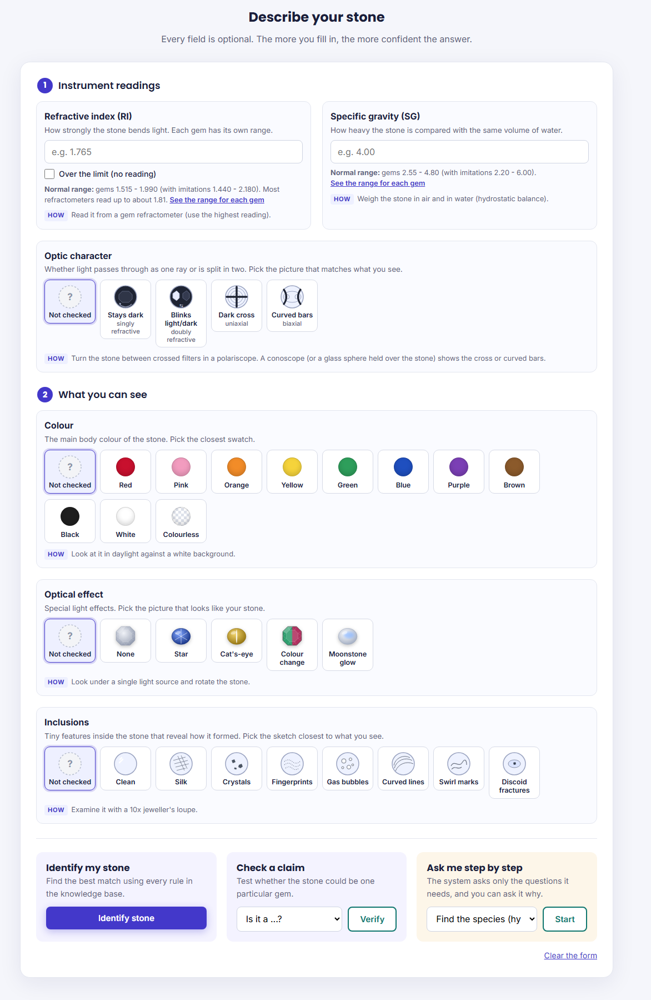 Describe your stone
Every field is optional. The more you fill in, the more confident the answer.
1 Instrument readings
Refractive index (RI)
How strongly the stone bends light. Each gem has its own range.
e.g. 1.765
Over the limit (no reading)
Normal range: gems 1.515 - 1.990 (with imitations 1.440 - 2.180). Most
refractometers read up to about 1.81. See the range for each gem
HOW Read it from a gem refractometer (use the highest reading).
Specific gravity (SG)
How heavy the stone is compared with the same volume of water.
e.g. 4.00
Normal range: gems 2.55 - 4.80 (with imitations 2.20 - 6.00).
See the range for each gem
HOW Weigh the stone in air and in water (hydrostatic balance).
Optic character
Whether light passes through as one ray or is split in two. Pick the picture that matches what you see.
?
Not checked
Stays dark
singly
refractive
Blinks
light/dark
doubly
refractive
Dark cross
uniaxial
Curved bars
biaxial
HOW Turn the stone between crossed filters in a polariscope. A conoscope (or a glass sphere held over the stone) shows the cross or curved bars.
2 What you can see
Colour
The main body colour of the stone. Pick the closest swatch.
?
Not checked
Red
Pink
Orange
Yellow
Green
Blue
Purple
Brown
Black
White
Colourless
HOW Look at it in daylight against a white background.
Optical effect
Special light effects. Pick the picture that looks like your stone.
?
Not checked
None
Star
Cat's-eye
Colour
change
Moonstone
glow
HOW Look under a single light source and rotate the stone.
Inclusions
Tiny features inside the stone that reveal how it formed. Pick the sketch closest to what you see.
?
Not checked
Clean
Silk
Crystals
Fingerprints
Gas bubbles
Curved lines
Swirl marks
Discoid
fractures
HOW Examine it with a 10x jeweller's loupe.
Identify my stone
Find the best match using every rule in
the knowledge base.
Identify stone
Check a claim
Test whether the stone could be one
particular gem.
Is it a ...?
Verify
Ask me step by step
The system asks only the questions it
needs, and you can ask it why.
Find the species (hy
Start
Clear the form